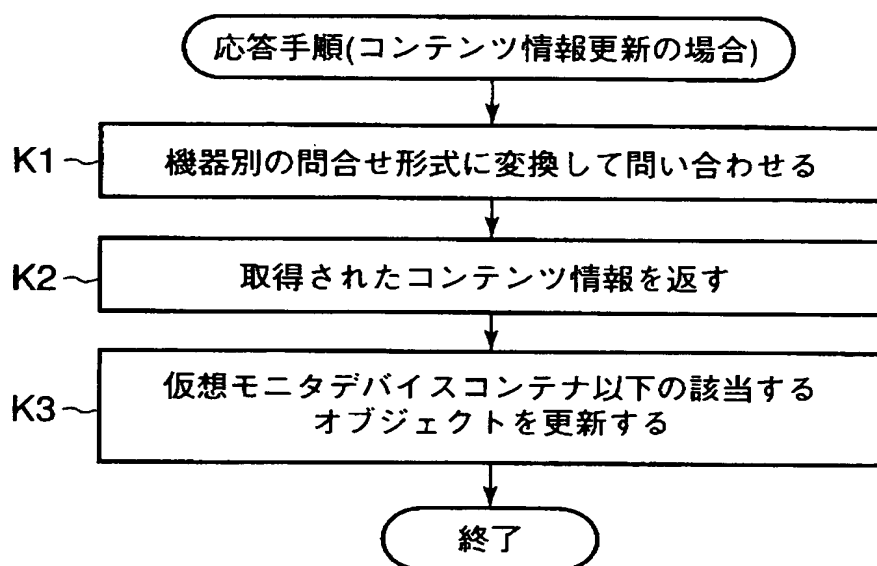 応答手順(コンテンツ情報更新の場合)
K1 機器別の問合せ形式に変換して問い合わせる
K2 取得されたコンテンツ情報を返す
K3 仮想モニタデバイスコンテナ以下の該当する
オブジェクトを更新する
終了